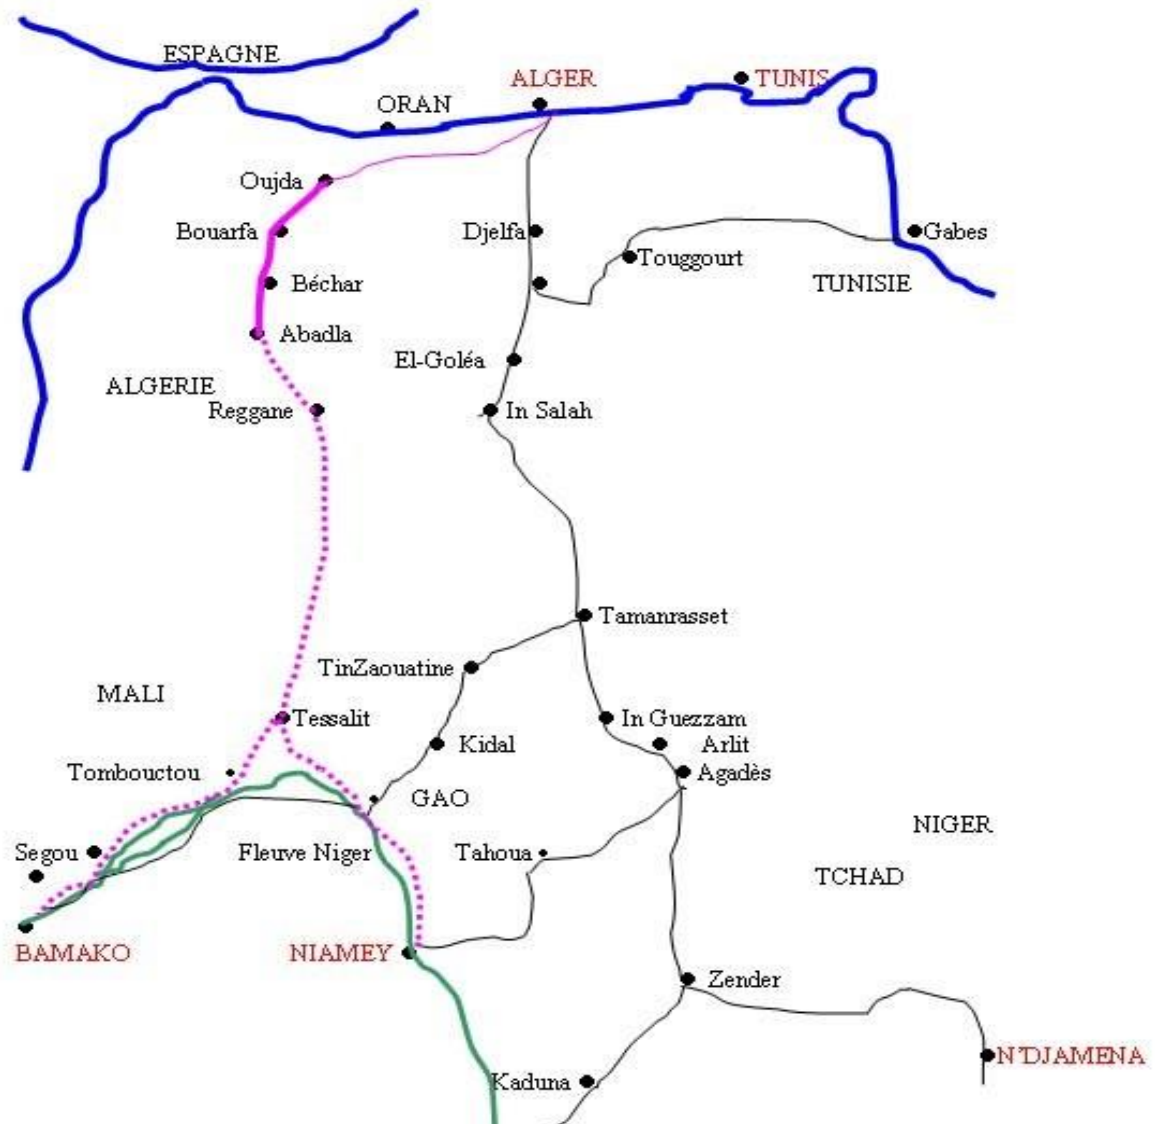 ESPAGNE
ALGER
TUNIS
ORAN
Oujda
Bouarfa
Djelfa
Gabes
Touggourt
Béchar
TUNISIE
Abadla
El-Goléa
ALGERIE
Reggane
In Salah
Tamanrasset
TinZaouatine
MALI
Tessalit
In Guezzam
Kidal
Arlit
Tombouctou
Agadès
GAO
NIGER
Segou
Fleuve Niger
Tahoua
TCHAD
BAMAKO
NIAMEY
Zender
N'DJAMENA
Kaduna